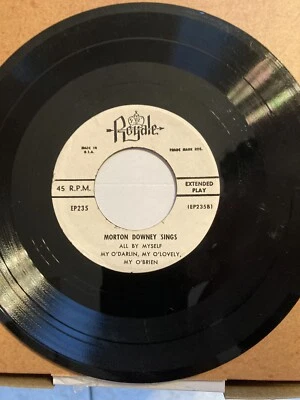 Royale
MADE IN U.S.A. TRADE MARK REG.
45 R.P.M. EXTENDED PLAY
EP235 (EP235B)
MORTON DOWNEY SINGS
ALL BY MYSELF
MY O'DARLIN, MY O'LOVELY,
MY O'BRIEN